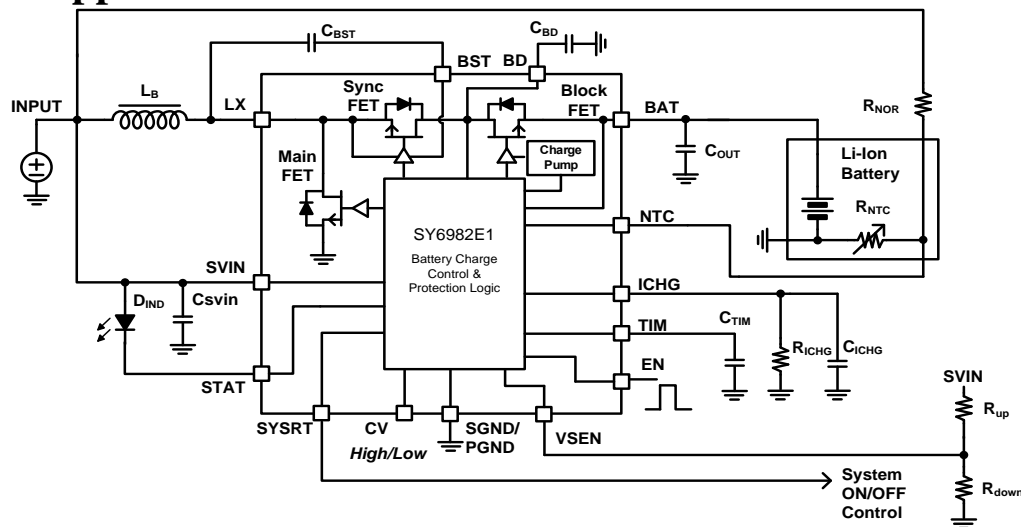 CBST
CBD
BST
BD
INPUT
LB
LX
Sync
FET
Block
FET
BAT
RNOR
Main
FET
Charge
Pump
COUT
Li-Ion
Battery
RNTC
NTC
SY6982E1
Battery Charge
Control &
Protection Logic
SVIN
DIND
Csvin
ICHG
TIM
CTIM
RICHG
CICHG
EN
STAT
SVIN
Rup
SYSRT
CV
SGND/
PGND
VSEN
High/Low
System
ON/OFF
Control
Rdown